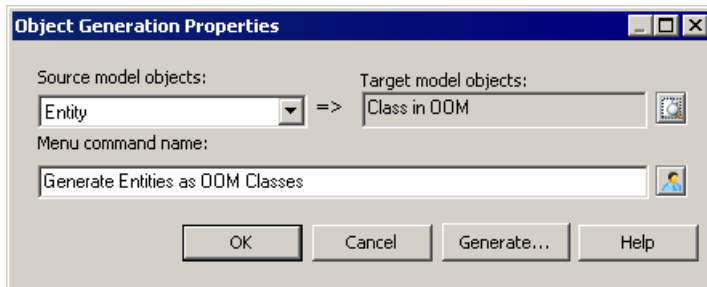 Object Generation Properties
Source model objects:
Target model objects:
Entity
=>
Class in OOM
Menu command name:
Generate Entities as OOM Classes
OK
Cancel
Generate...
Help